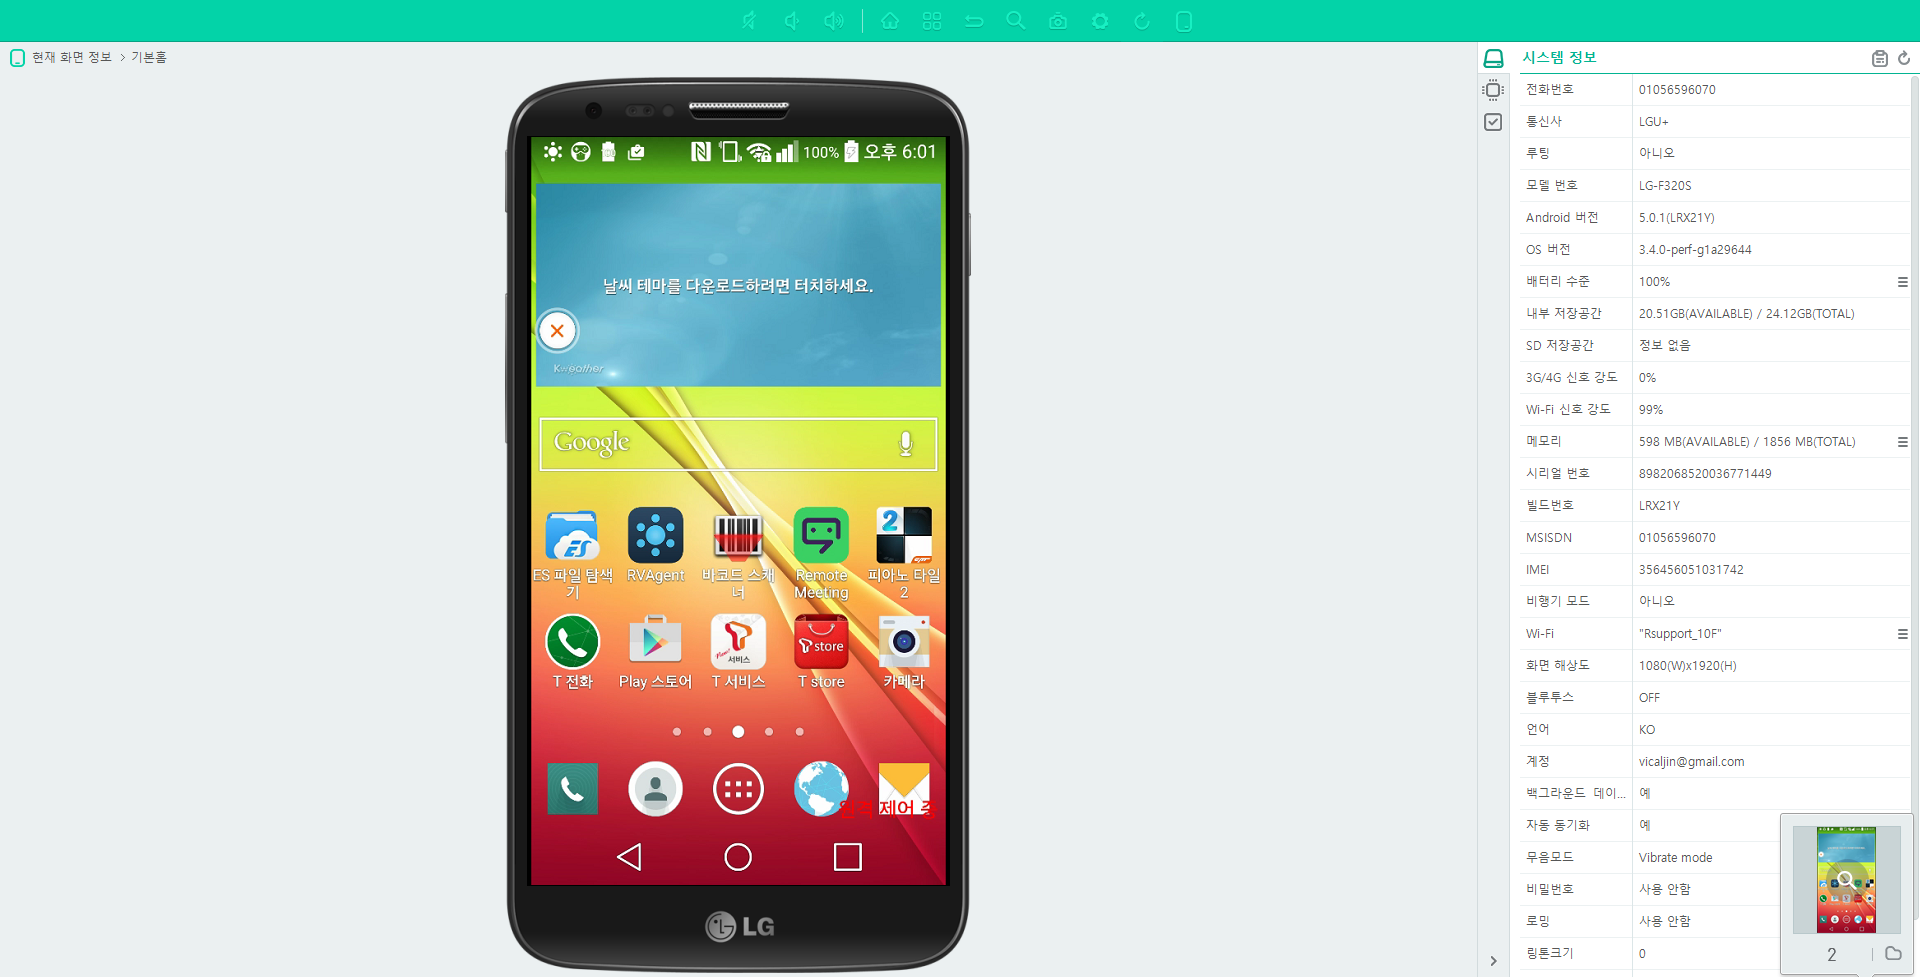 현재 화면 정보 > 기본홈
100% 오후 6:01
날씨 테마를 다운로드하려면 터치하세요.
Kweather
Google
ES 파일 탐색기
RVAgent
바코드 스캐너
Remote Meeting
피아노 타일 2
T 전화
Play 스토어
T 서비스
T store
카메라
원격 제어 중
LG
시스템 정보
전화번호 01056596070
통신사 LGU+
루팅 아니오
모델 번호 LG-F320S
Android 버전 5.0.1(LRX21Y)
OS 버전 3.4.0-perf-g1a29644
배터리 수준 100%
내부 저장공간 20.51GB(AVAILABLE) / 24.12GB(TOTAL)
SD 저장공간 정보 없음
3G/4G 신호 강도 0%
Wi-Fi 신호 강도 99%
메모리 598 MB(AVAILABLE) / 1856 MB(TOTAL)
시리얼 번호 8982068520036771449
빌드번호 LRX21Y
MSISDN 01056596070
IMEI 356456051031742
비행기 모드 아니오
Wi-Fi "Rsupport_10F"
화면 해상도 1080(W)x1920(H)
블루투스 OFF
언어 KO
계정 vicaljin@gmail.com
백그라운드 데이... 예
자동 동기화 예
무음모드 Vibrate mode
비밀번호 사용 안함
로밍 사용 안함
링톤크기 0
2